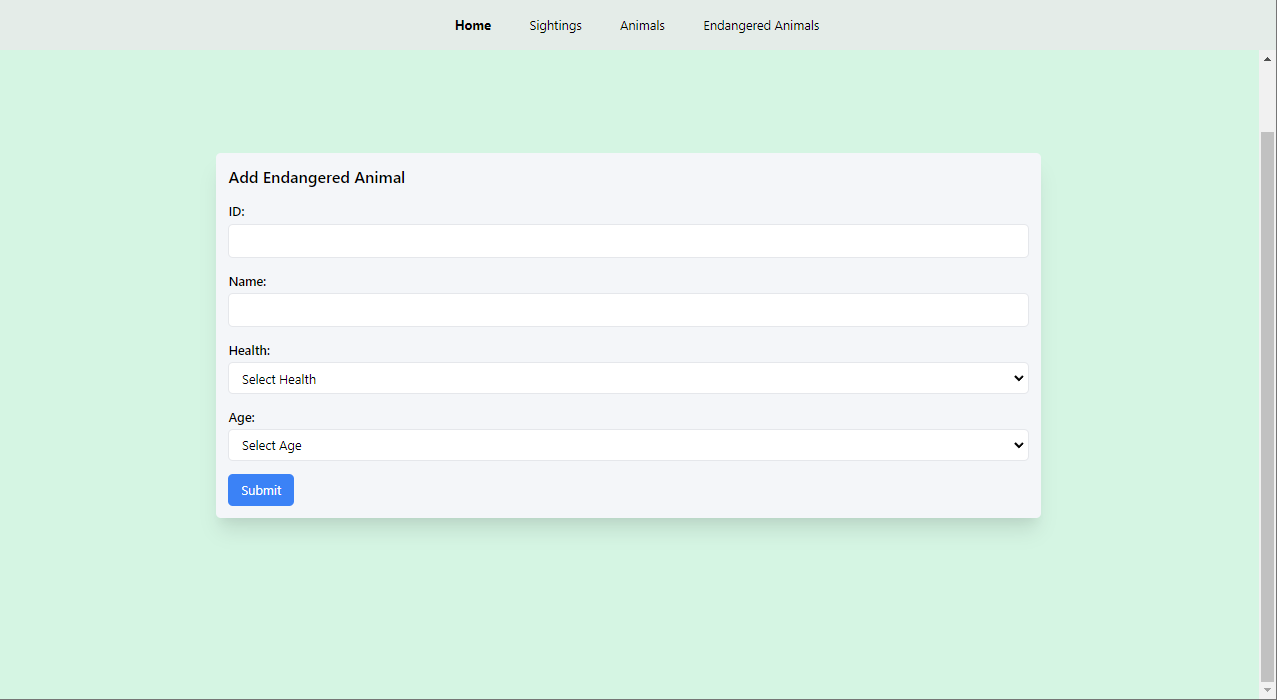 Home Sightings Animals Endangered Animals
Add Endangered Animal
ID:
Name:
Health:
Select Health
Age:
Select Age
Submit